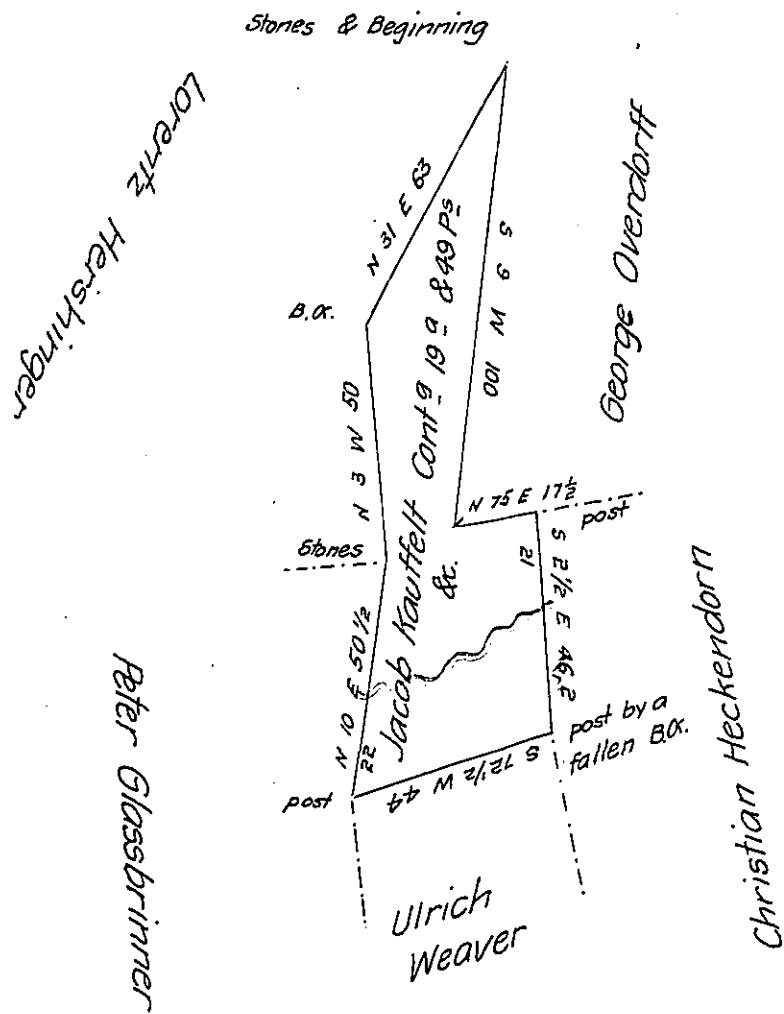 Stones & Beginning
Lorentz Hershinger
George Overdorff
N 31 E 63
S 9 W 100
B.O.
N 3 W 50
Jacob Kauffelt Contg 19 a & 49 Ps
&c.
N 75 E 17½
post
Stones
S 2½ E 46,2
21
N 10 E 50½
22
Peter Glassbrinner
Christian Heckendorn
post by a
fallen B.O.
S 72½ W 44
post
Ulrich
Weaver